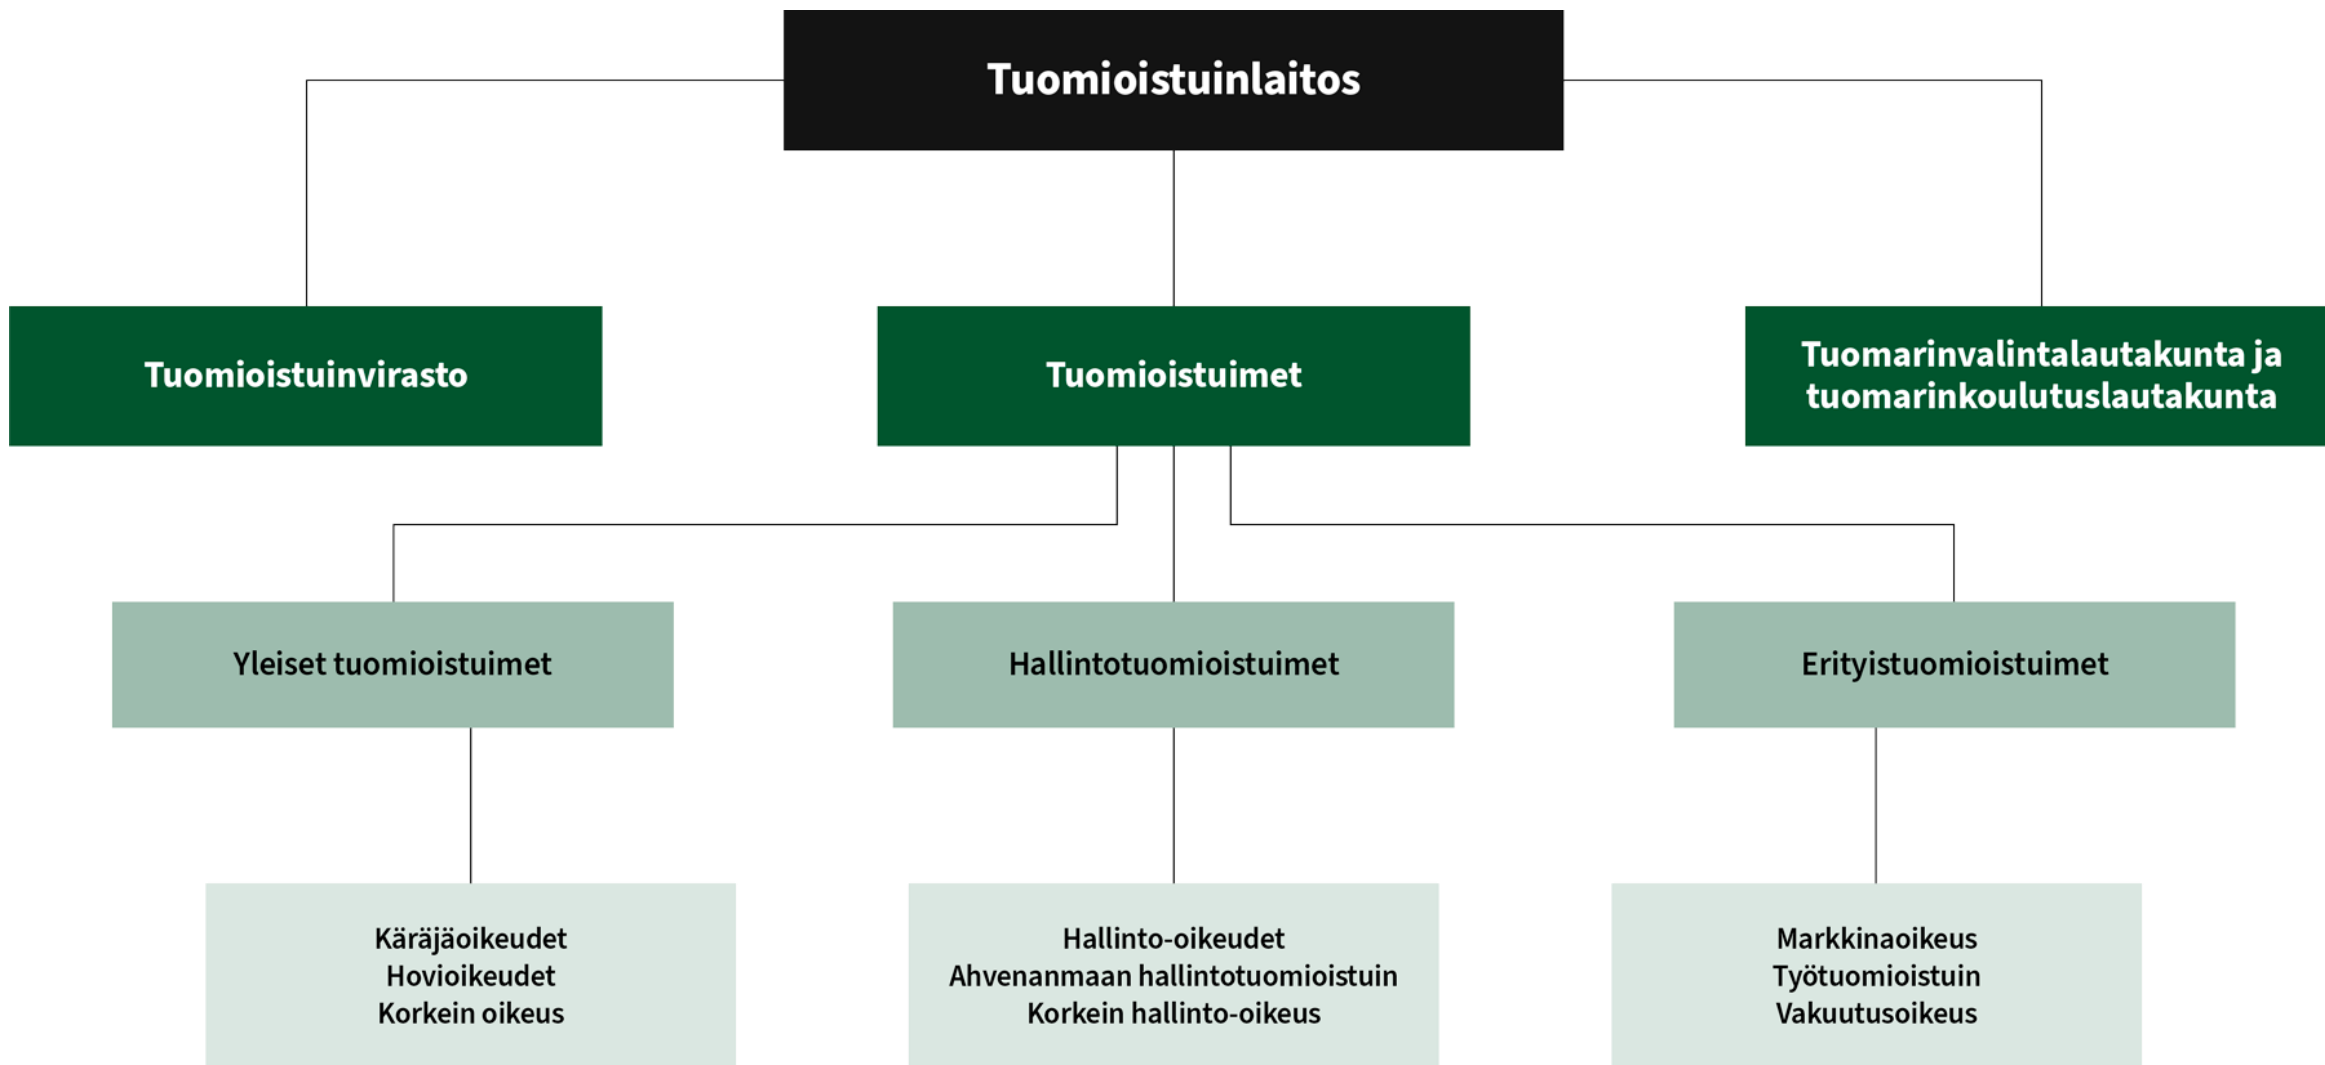 Tuomioistuinlaitos
Tuomioistuinvirasto
Tuomioistuimet
Tuomarinvalintalautakunta ja
tuomarinkoulutuslautakunta
Yleiset tuomioistuimet
Hallintotuomioistuimet
Erityistuomioistuimet
Käräjäoikeudet
Hovioikeudet
Korkein oikeus
Hallinto-oikeudet
Ahvenanmaan hallintotuomioistuin
Korkein hallinto-oikeus
Markkinaoikeus
Työtuomioistuin
Vakuutusoikeus